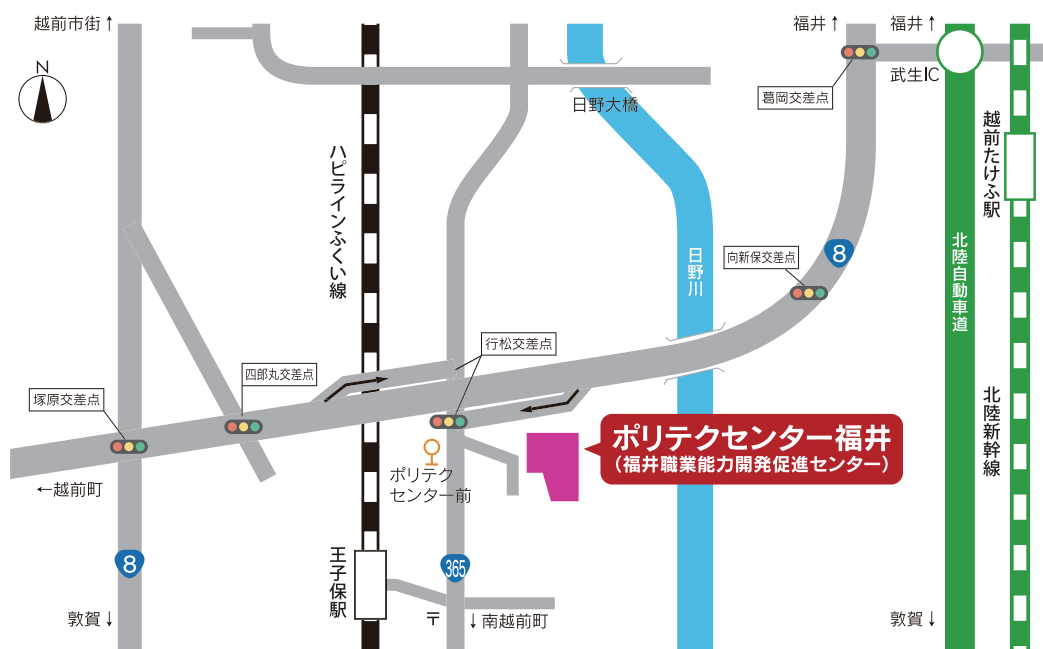 越前市街↑
福井↑
福井↑
N
武生IC
葛岡交差点
日野大橋
越前たけふ駅
ハピラインふくい線
日野川
8
向新保交差点
北陸自動車道
行松交差点
四郎丸交差点
塚原交差点
北陸新幹線
ポリテクセンター福井
(福井職業能力開発促進センター)
ポリテク
センター前
←越前町
8
王子保駅
365
敦賀↓
〒
↓南越前町
敦賀↓